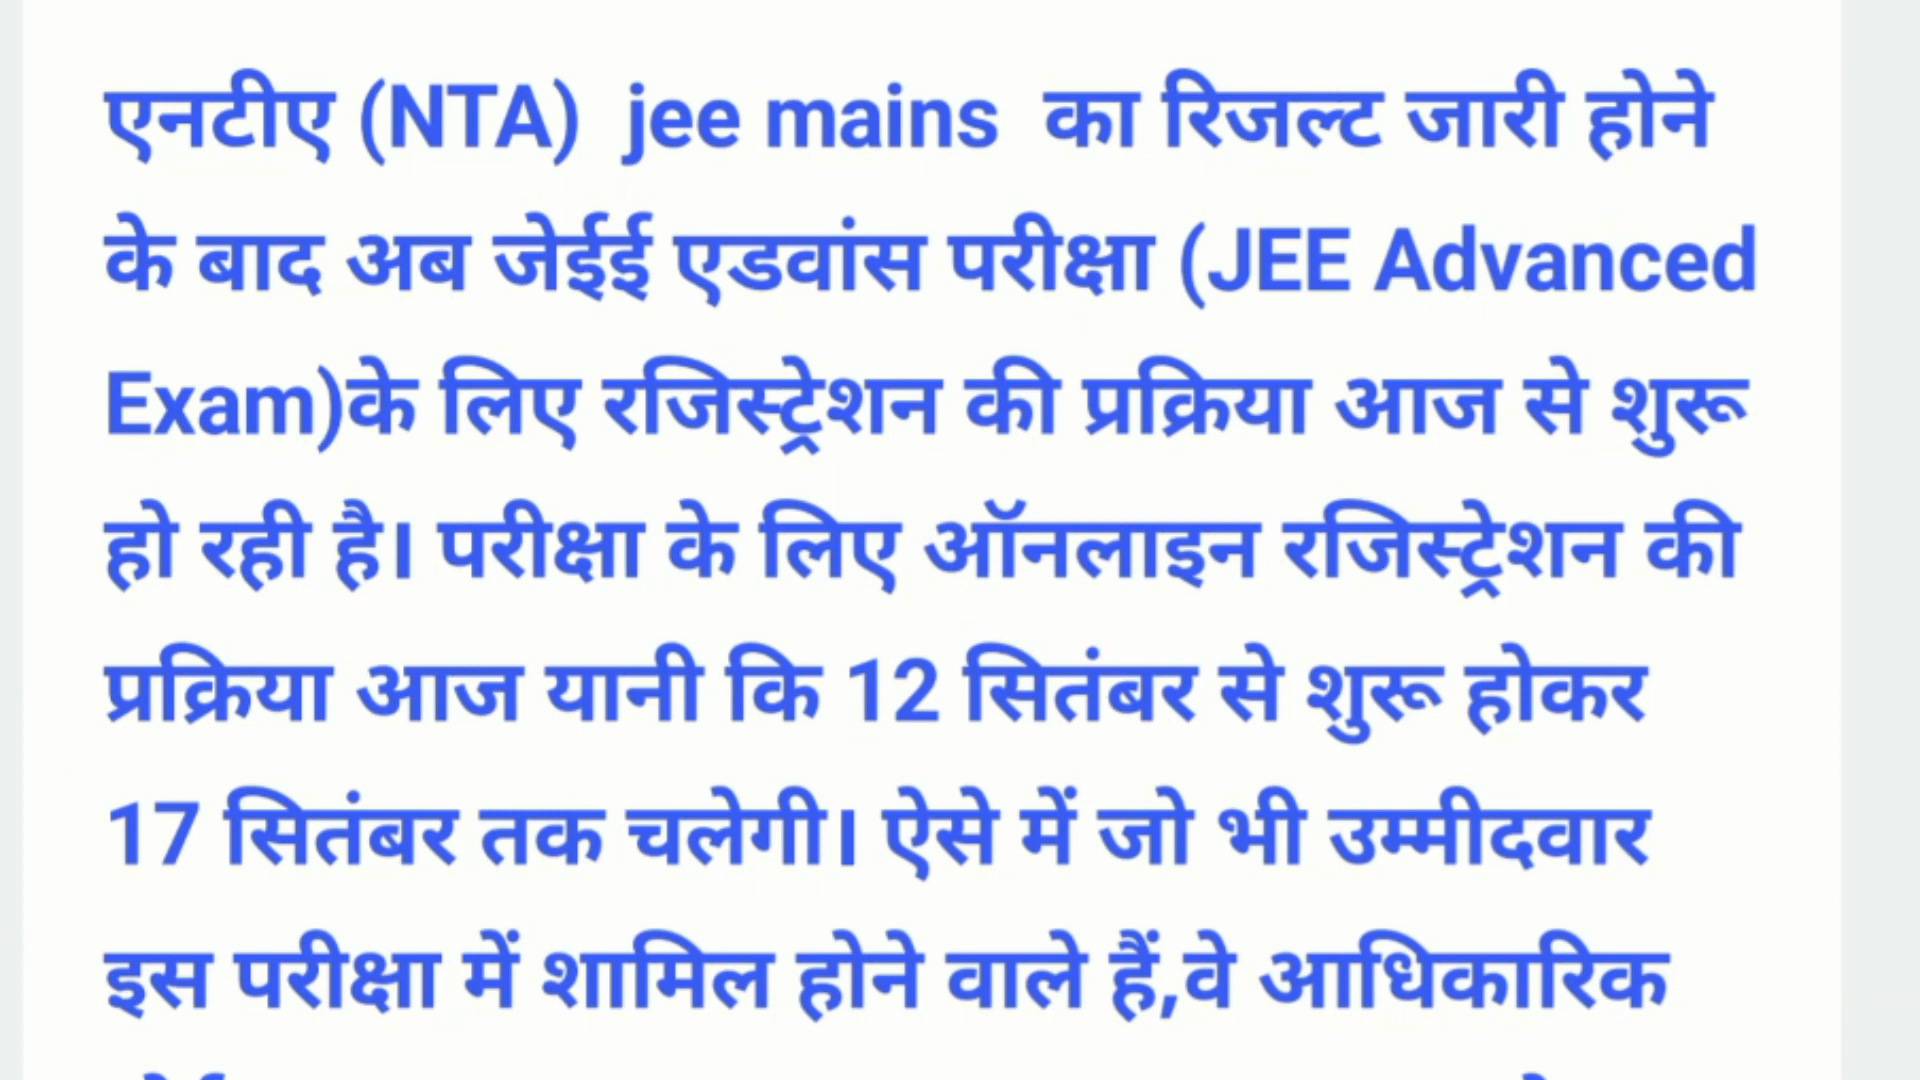 एनटीए (NTA) jee mains का रिजल्ट जारी होने
के बाद अब जेईई एडवांस परीक्षा (JEE Advanced
Exam)के लिए रजिस्ट्रेशन की प्रक्रिया आज से शुरू
हो रही है। परीक्षा के लिए ऑनलाइन रजिस्ट्रेशन की
प्रक्रिया आज यानी कि 12 सितंबर से शुरू होकर
17 सितंबर तक चलेगी। ऐसे में जो भी उम्मीदवार
इस परीक्षा में शामिल होने वाले हैं,वे आधिकारिक